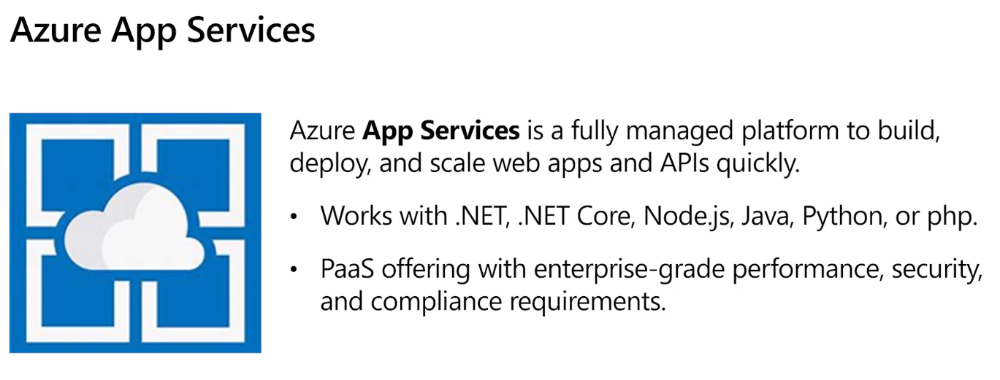 Azure App Services
Azure App Services is a fully managed platform to build,
deploy, and scale web apps and APIs quickly.
• Works with .NET, .NET Core, Node.js, Java, Python, or php.
• PaaS offering with enterprise-grade performance, security,
and compliance requirements.